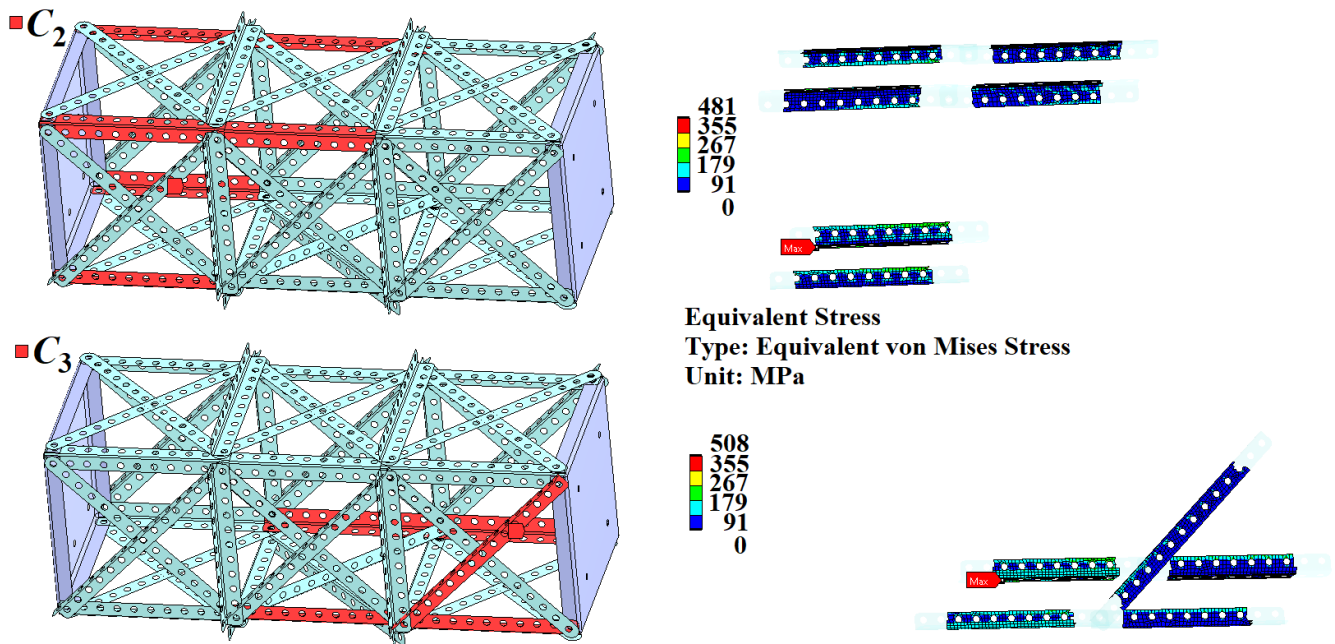 C2
481
355
267
179
91
0
Max
Equivalent Stress
Type: Equivalent von Mises Stress
Unit: MPa
C3
508
355
267
179
91
0
Max